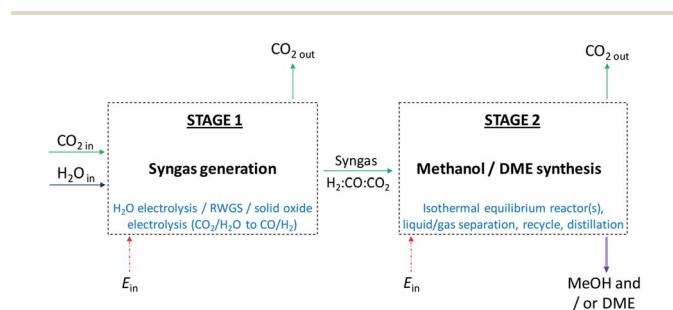 CO2 out
CO2 out
STAGE 1
STAGE 2
CO2 in
Syngas generation
Syngas
Methanol / DME synthesis
H2O in
H2:CO:CO2
H2O electrolysis / RWGS / solid oxide
electrolysis (CO2/H2O to CO/H2)
Isothermal equilibrium reactor(s),
liquid/gas separation, recycle, distillation
Ein
Ein
MeOH and
/ or DME